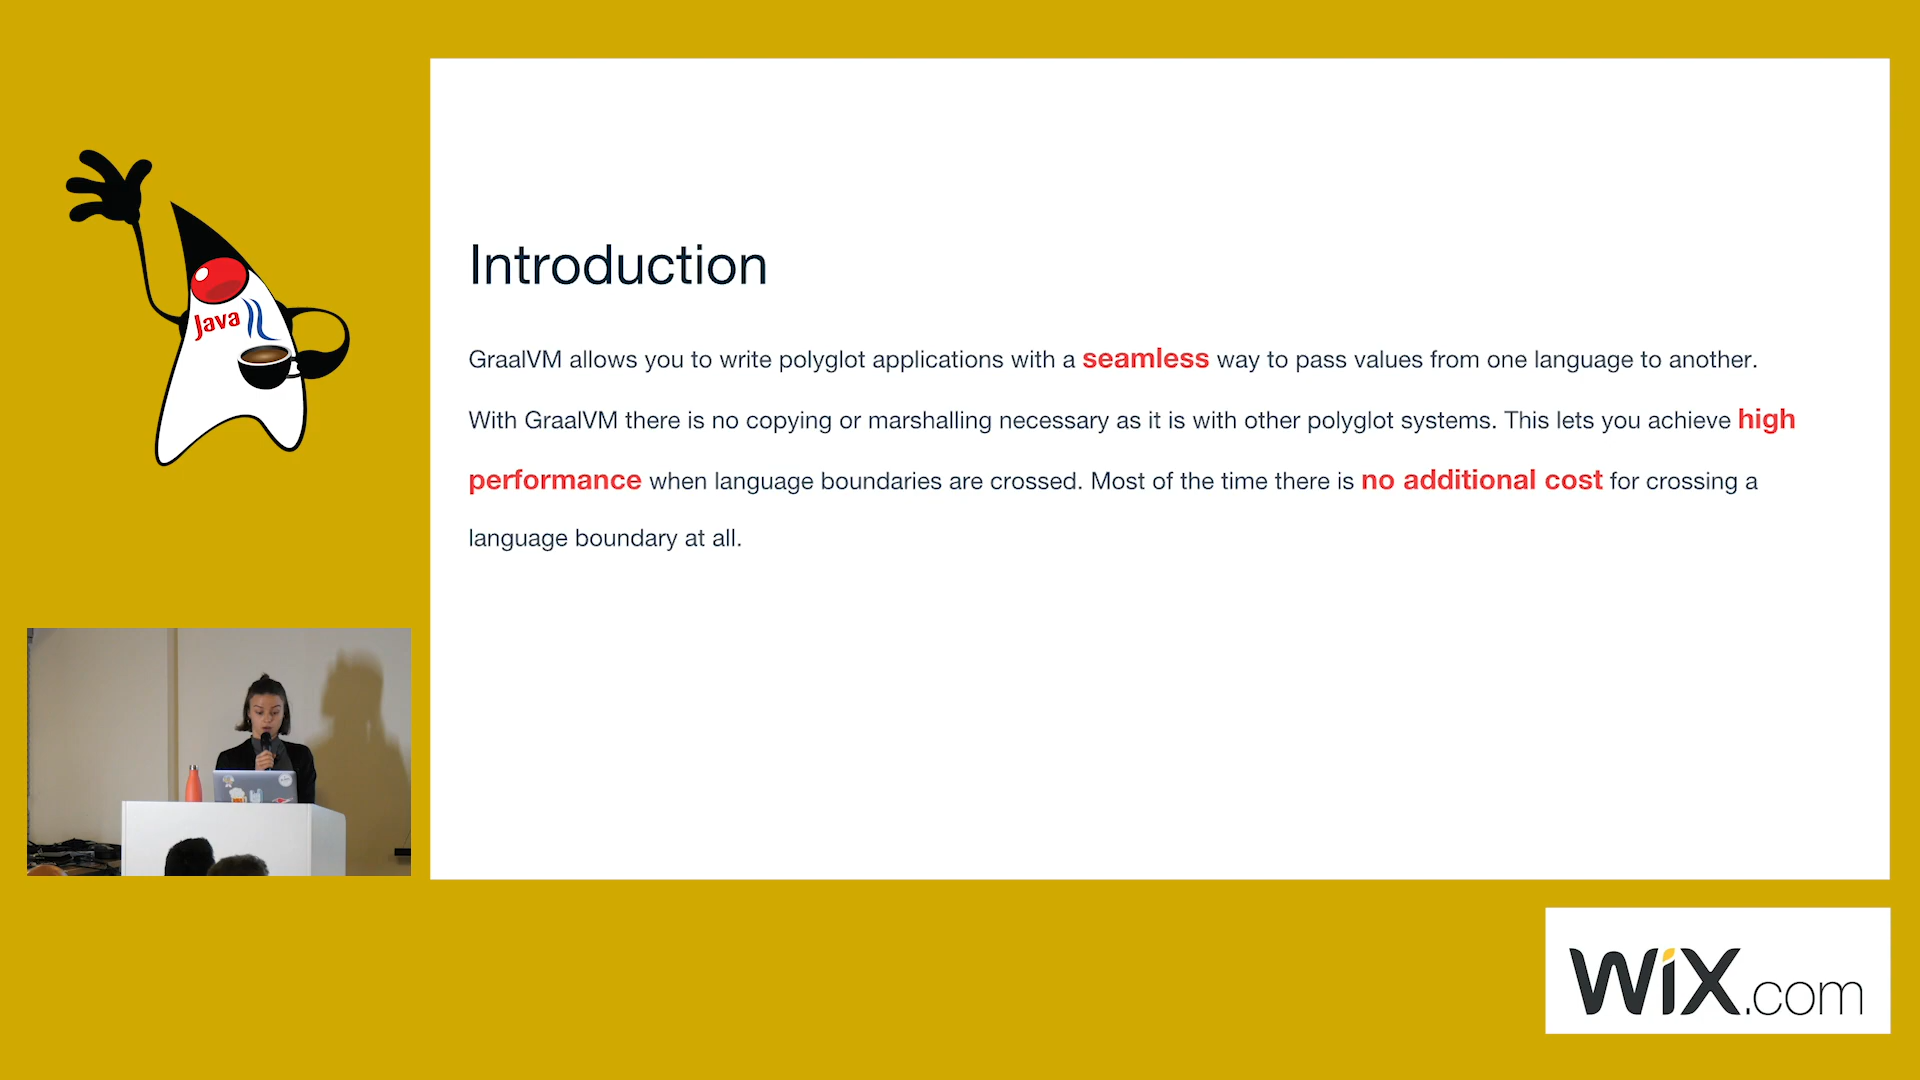 Java
Introduction
GraalVM allows you to write polyglot applications with a seamless way to pass values from one language to another.
With GraalVM there is no copying or marshalling necessary as it is with other polyglot systems. This lets you achieve high
performance when language boundaries are crossed. Most of the time there is no additional cost for crossing a
language boundary at all.
WiX.com